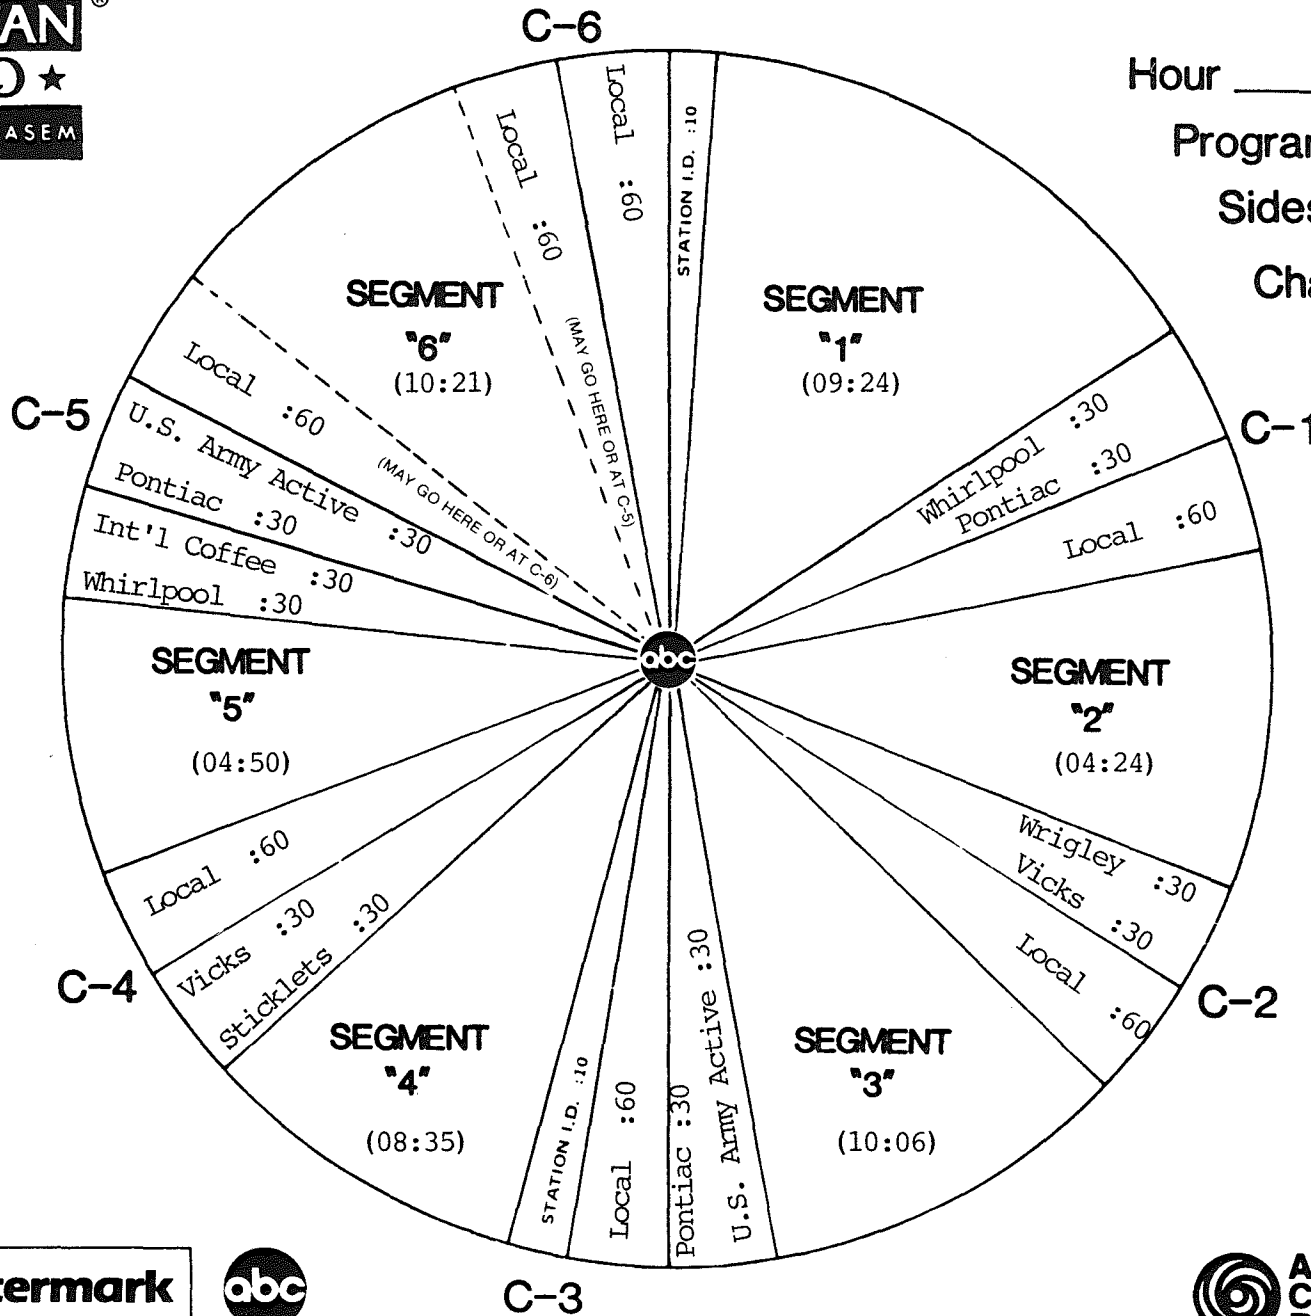 AN
®
O ★
ASEM
C-6
Hour
Progra
Sides
Cha
STATION I.D. :10
SEGMENT
"1"
(09:24)
Whirlpool :30
Pontiac :30
C-1
Local :60
SEGMENT
"2"
(04:24)
Wrigley :30
Vicks :30
C-2
Local :60
SEGMENT
"3"
(10:06)
U.S. Army Active :30
Pontiac :30
C-3
Local :60
STATION I.D. :10
SEGMENT
"4"
(08:35)
Sticklets :30
Vicks :30
C-4
Local :60
SEGMENT
"5"
(04:50)
Whirlpool :30
Int'l Coffee :30
Pontiac :30
U.S. Army Active :30
C-5
Local :60
(MAY GO HERE OR AT C-6)
SEGMENT
"6"
(10:21)
Local :60
(MAY GO HERE OR AT C-5)
Local :60
abc
termark
abc
A
C